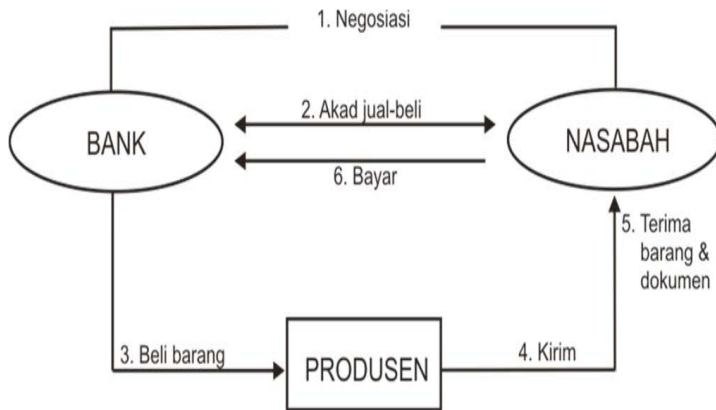 1. Negosiasi
BANK
2. Akad jual-beli
NASABAH
6. Bayar
5. Terima
barang &
dokumen
3. Beli barang
PRODUSEN
4. Kirim